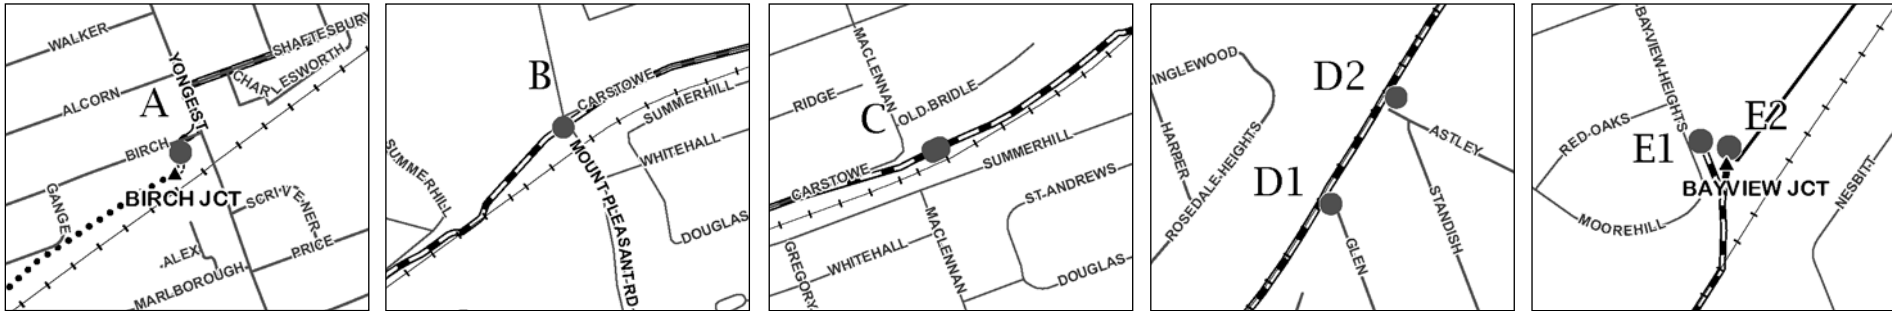 WALKER
SHAFTESBURY
YONGE ST
CHARLESWORTH
ALCORN
A
BIRCH
BIRCH JCT
GANGE
SCRIVENER
ALEX
PRICE
MARLBOROUGH
B
CARSTOWE
SUMMERHILL
SUMMERHILL
WHITEHALL
MOUNT-PLEASANT-RD
DOUGLAS
MACLENNAN
RIDGE
OLD-BRIDLE
C
SUMMERHILL
CARSTOWE
ST-ANDREWS
MACLENNAN
GREGORY
WHITEHALL
DOUGLAS
INGLEWOOD
D2
HARPER
ASTLEY
ROSEDALE-HEIGHTS
D1
STANDISH
GLEN
BAYVIEW-HEIGHTS
RED-OAKS
E2
E1
BAYVIEW JCT
NESBITT
MOOREHILL